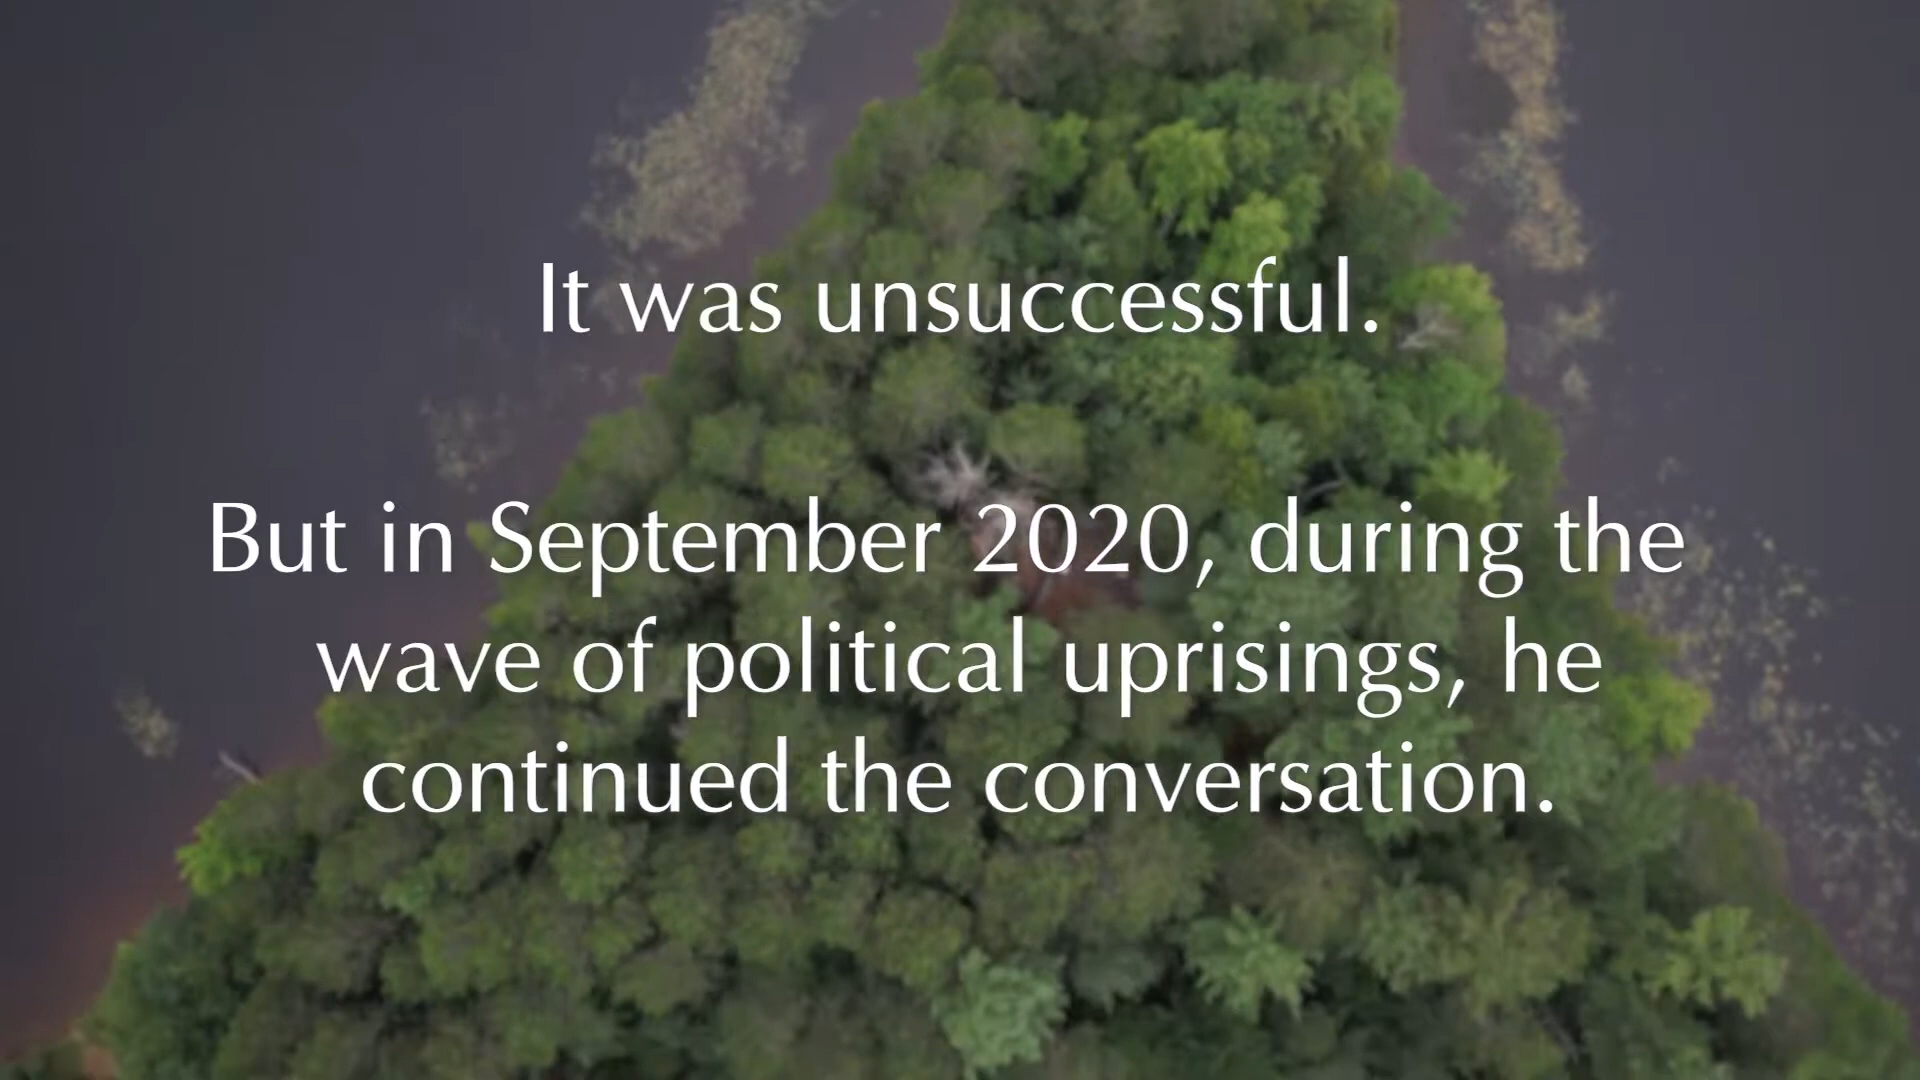 It was unsuccessful.
But in September 2020, during the
wave of political uprisings, he
continued the conversation.